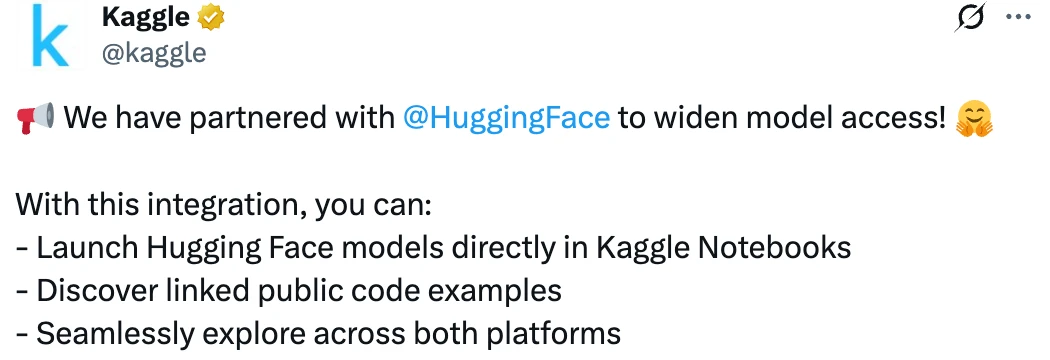 Kaggle
@kaggle
📣 We have partnered with @HuggingFace to widen model access! 🤗
With this integration, you can:
- Launch Hugging Face models directly in Kaggle Notebooks
- Discover linked public code examples
- Seamlessly explore across both platforms